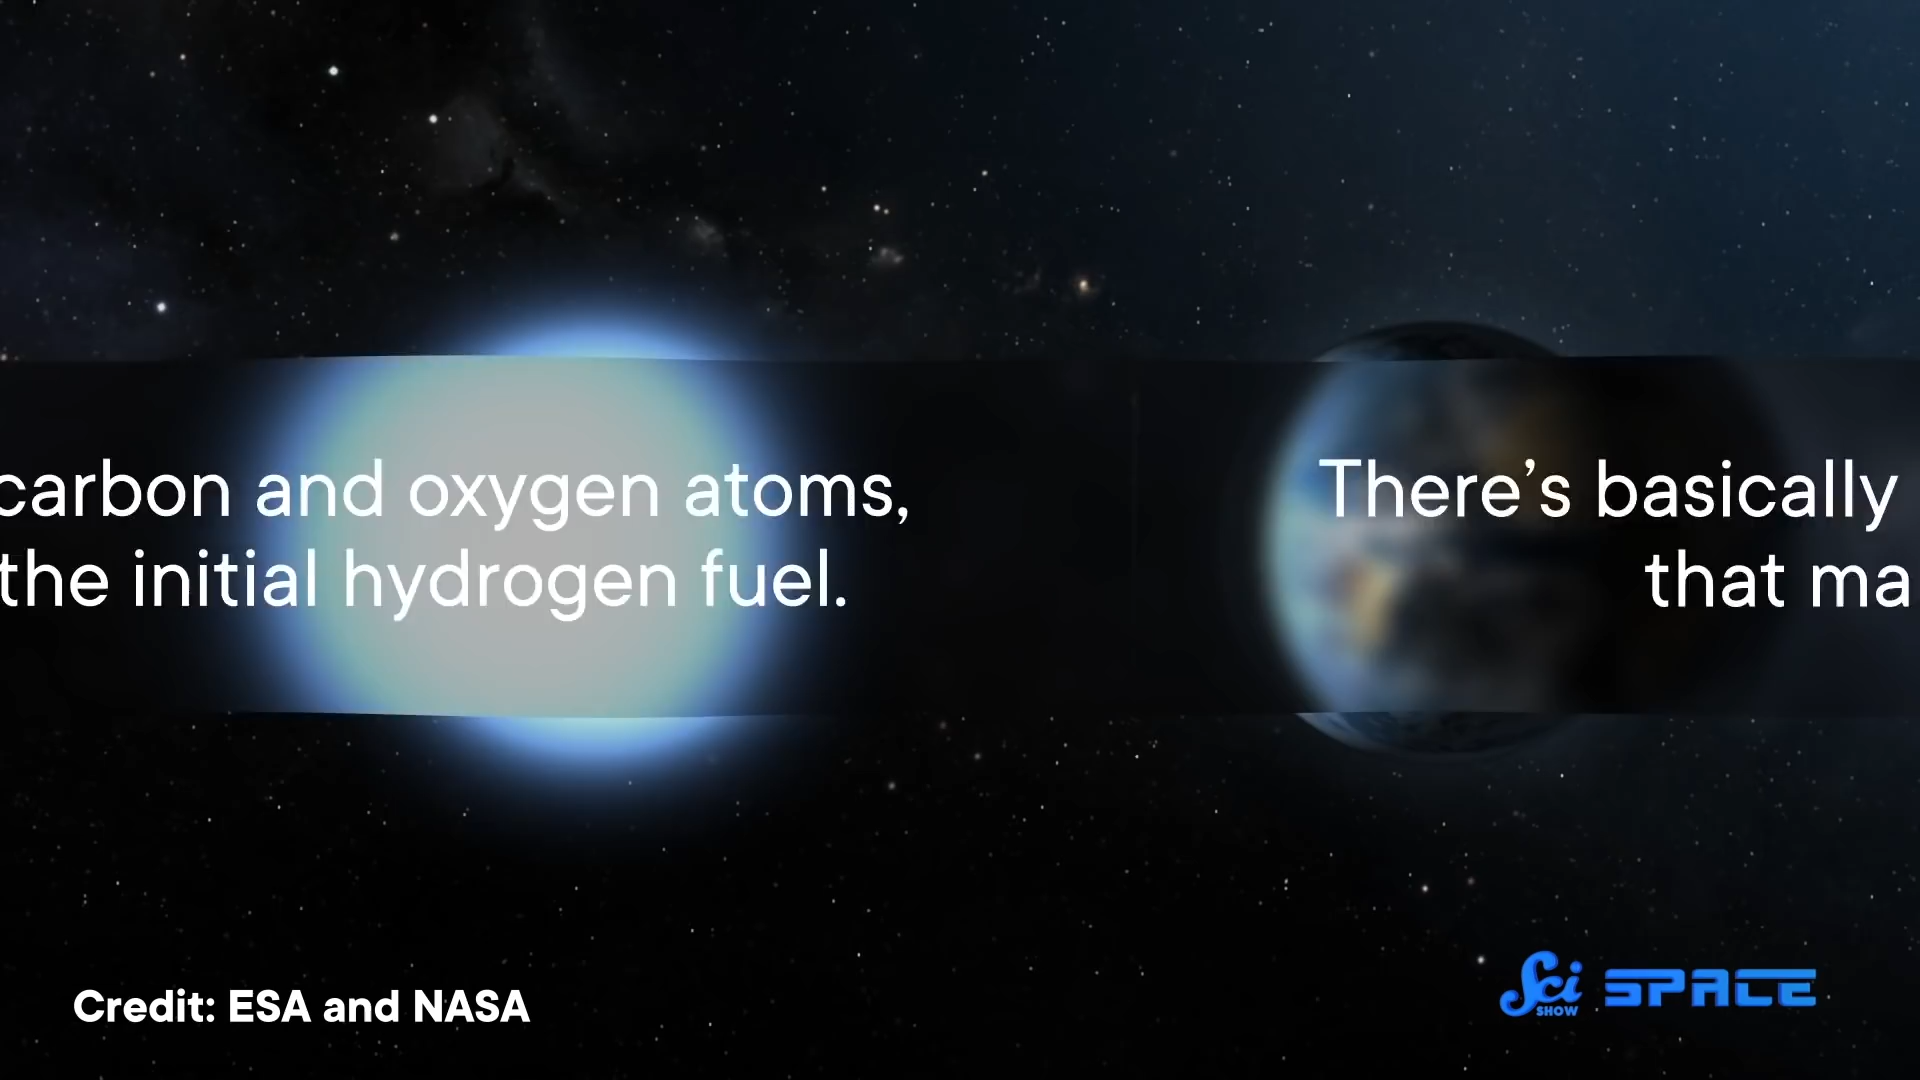 carbon and oxygen atoms,
the initial hydrogen fuel.
There’s basically
that ma
Credit: ESA and NASA
Sci
SHOW
SPACE